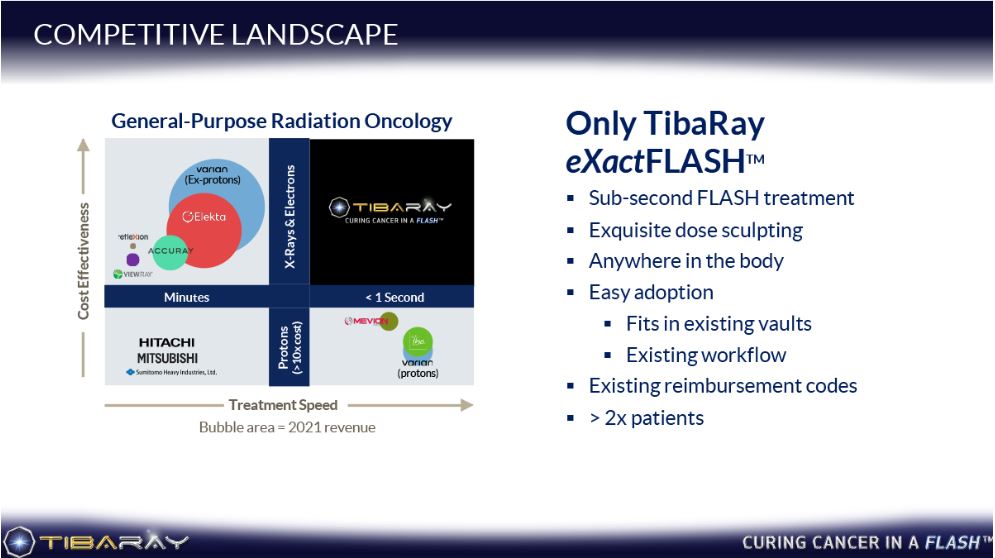 COMPETITIVE LANDSCAPE
General-Purpose Radiation Oncology
Cost Effectiveness
varian
(Ex-protons)
Elekta
reflexion
ACCURAY
VIEWRAY
X-Rays & Electrons
TIBARAY
CURING CANCER IN A FLASH™
Minutes
< 1 Second
HITACHI
MITSUBISHI
Sumitomo Heavy Industries, Ltd.
Protons
(>10x cost)
MEVION
iba
varian
(protons)
Treatment Speed
Bubble area = 2021 revenue
Only TibaRay
eXactFLASH™
▪ Sub-second FLASH treatment
▪ Exquisite dose sculpting
▪ Anywhere in the body
▪ Easy adoption
▪ Fits in existing vaults
▪ Existing workflow
▪ Existing reimbursement codes
▪ > 2x patients
TIBARAY
CURING CANCER IN A FLASH™